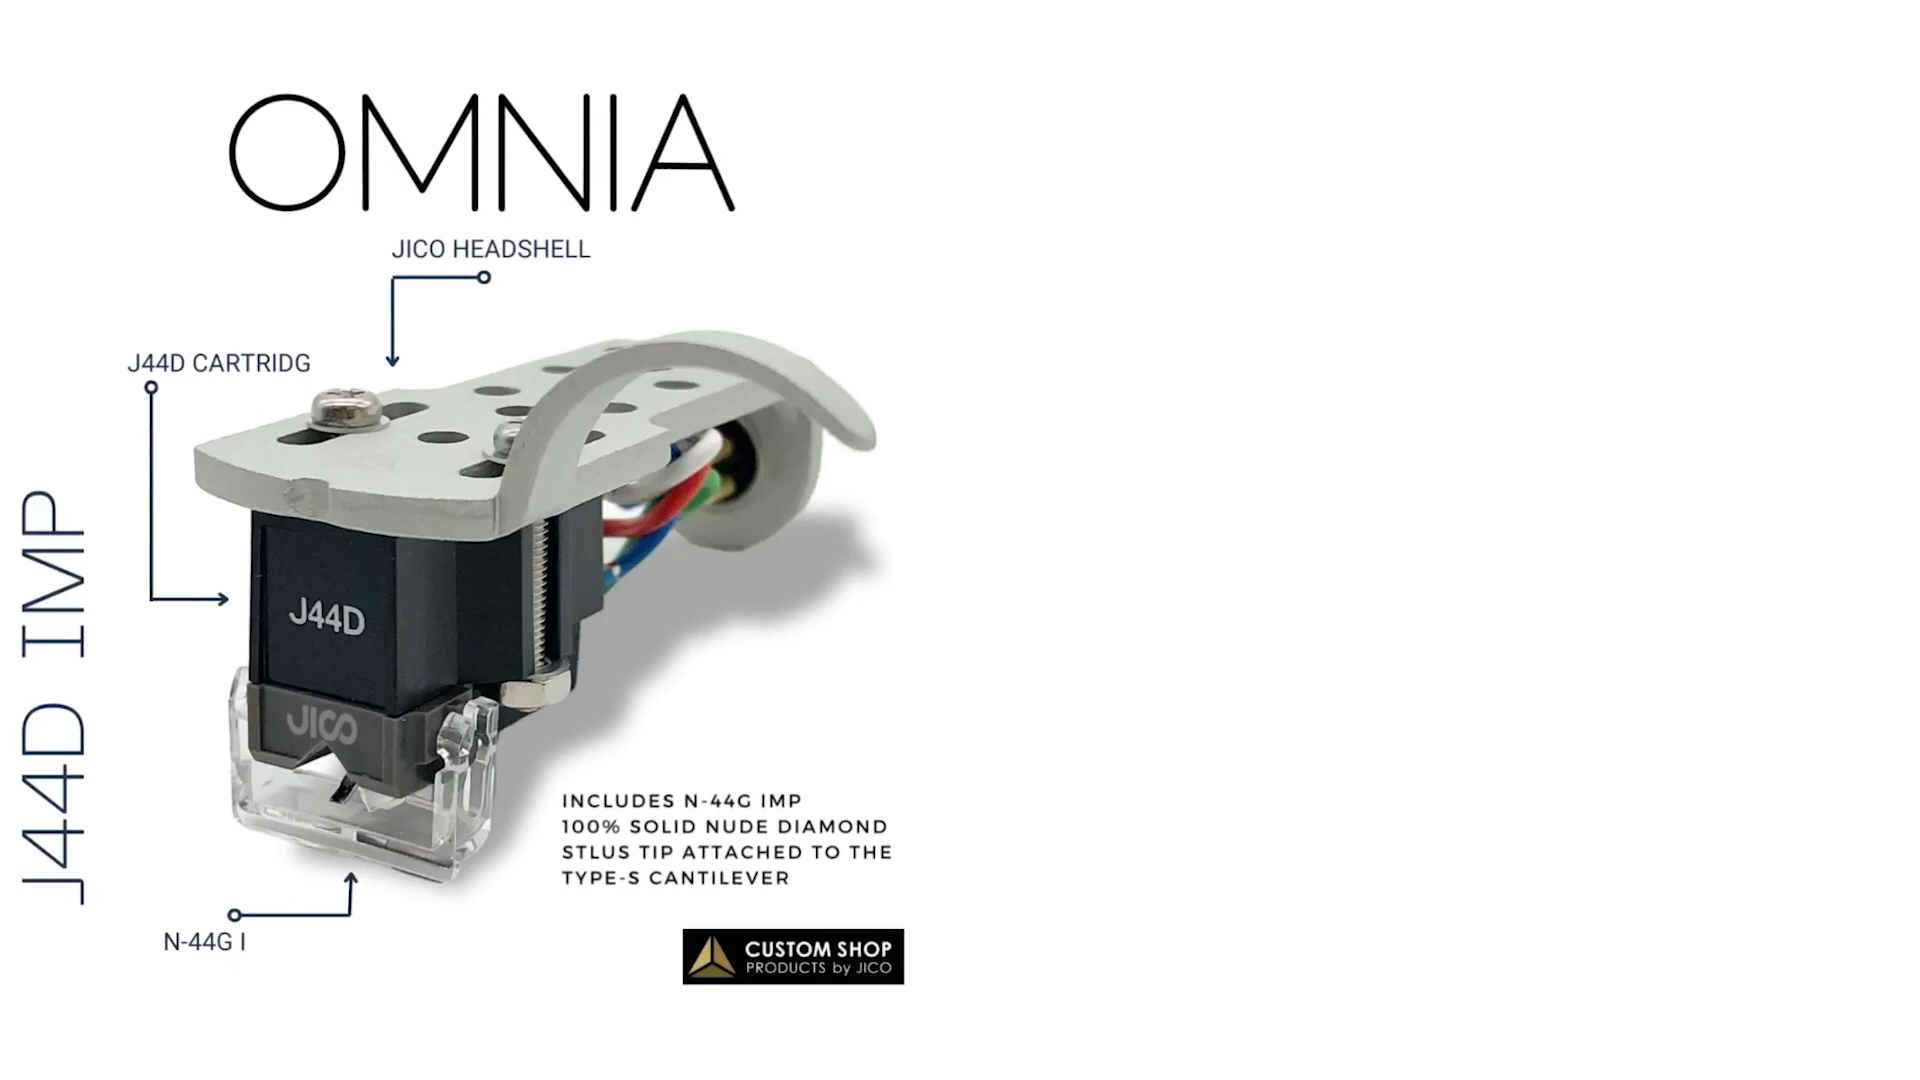 OMNIA
JICO HEADSHELL
J44D CARTRIDG
J44D IMP
J44D
JICO
INCLUDES N-44G IMP
100% SOLID NUDE DIAMOND
STLUS TIP ATTACHED TO THE
TYPE-S CANTILEVER
N-44G I
CUSTOM SHOP
PRODUCTS by JICO